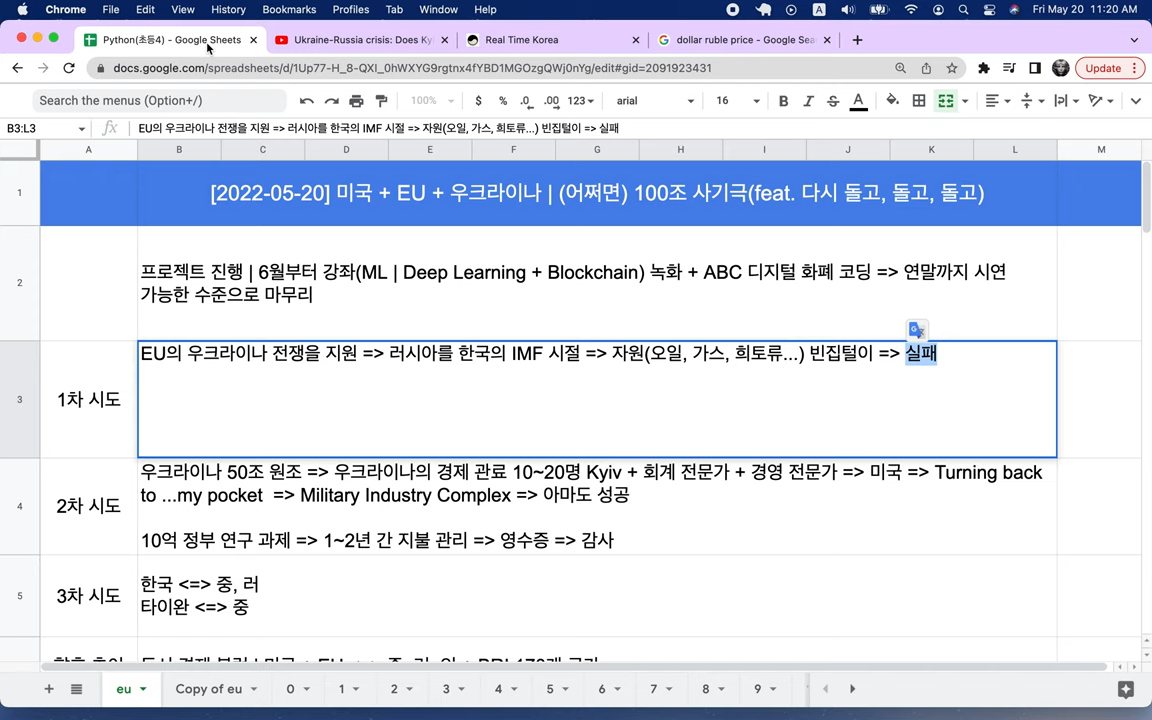 Chrome File Edit View History Bookmarks Profiles Tab Window Help A Fri May 20 11:20 AM
Python(초등4) - Google Sheets Ukraine-Russia crisis: Does Ky Real Time Korea dollar ruble price - Google Sea
docs.google.com/spreadsheets/d/1Up77-H_8-QXI_0hWXYG9rgtnx4fYBD1MGOzgQWj0nYg/edit#gid=2091923431 Update
Search the menus (Option+/) 100% $ % .0 .00 123 arial 16 B I S A
B3:L3 fx EU의 우크라이나 전쟁을 지원 => 러시아를 한국의 IMF 시절 => 자원(오일, 가스, 희토류...) 빈집털이 => 실패
A B C D E F G H I J K L M
1 [2022-05-20] 미국 + EU + 우크라이나 | (어쩌면) 100조 사기극(feat. 다시 돌고, 돌고, 돌고)
2 프로젝트 진행 | 6월부터 강좌(ML | Deep Learning + Blockchain) 녹화 + ABC 디지털 화폐 코딩 => 연말까지 시연
가능한 수준으로 마무리
EU의 우크라이나 전쟁을 지원 => 러시아를 한국의 IMF 시절 => 자원(오일, 가스, 희토류...) 빈집털이 => 실패
3 1차 시도
우크라이나 50조 원조 => 우크라이나의 경제 관료 10~20명 Kyiv + 회계 전문가 + 경영 전문가 => 미국 => Turning back
to ...my pocket => Military Industry Complex => 아마도 성공
4 2차 시도
10억 정부 연구 과제 => 1~2년 간 지불 관리 => 영수증 => 감사
한국 <=> 중, 러
5 3차 시도
타이완 <=> 중
eu Copy of eu 0 1 2 3 4 5 6 7 8 9